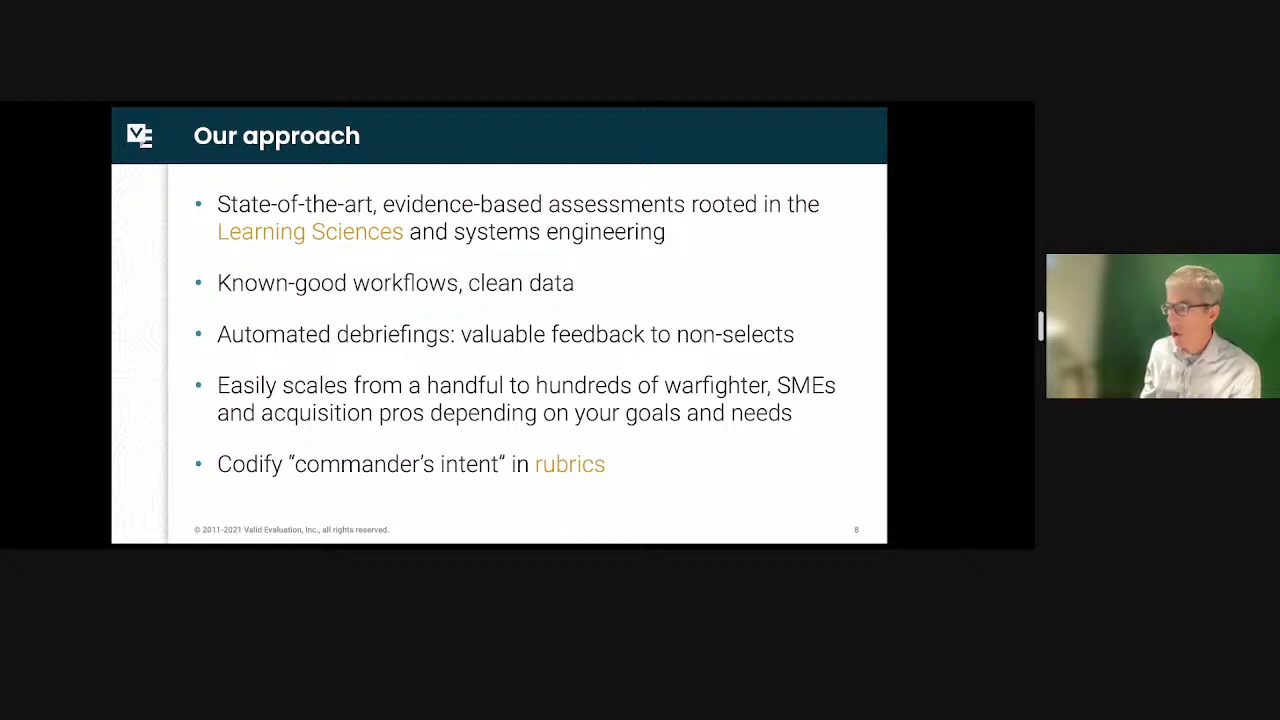 VE
Our approach
• State-of-the-art, evidence-based assessments rooted in the
Learning Sciences and systems engineering
• Known-good workflows, clean data
• Automated debriefings: valuable feedback to non-selects
• Easily scales from a handful to hundreds of warfighter, SMEs
and acquisition pros depending on your goals and needs
• Codify “commander’s intent” in rubrics
© 2011-2021 Valid Evaluation, Inc., all rights reserved.
8